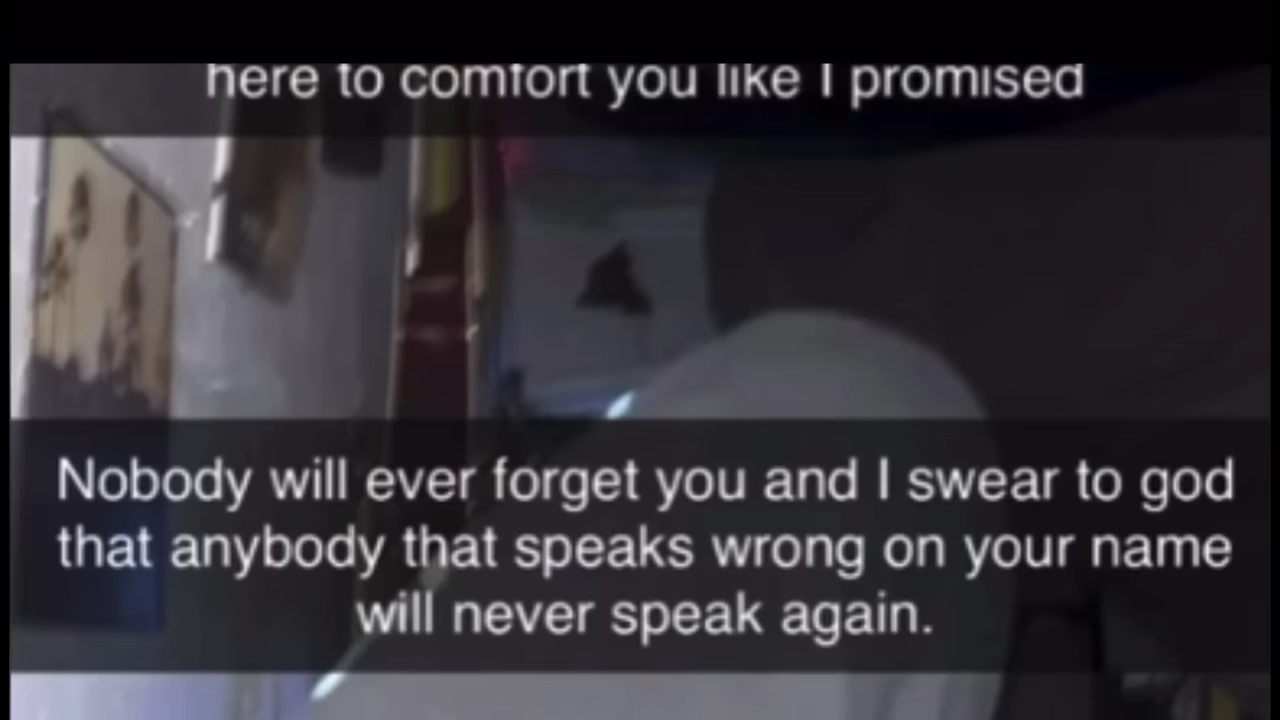 here to comfort you like I promised
Nobody will ever forget you and I swear to god
that anybody that speaks wrong on your name
will never speak again.